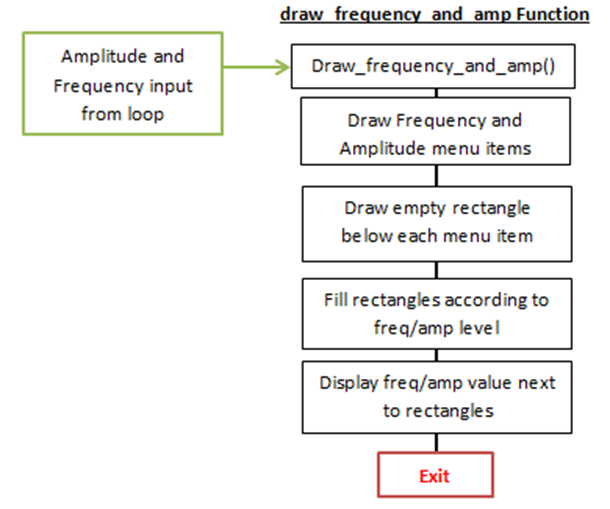 draw_frequency_and_amp Function
Amplitude and
Frequency input
from loop
Draw_frequency_and_amp()
Draw Frequency and
Amplitude menu items
Draw empty rectangle
below each menu item
Fill rectangles according to
freq/amp level
Display freq/amp value next
to rectangles
Exit